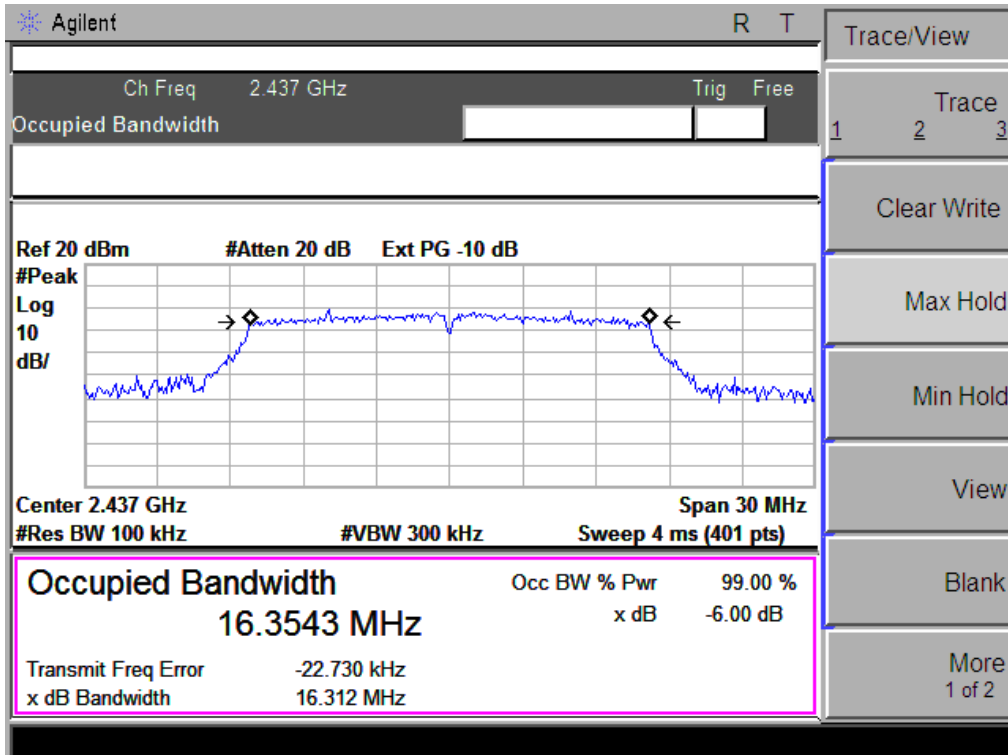 Agilent R T
Ch Freq 2.437 GHz Trig Free
Occupied Bandwidth
Ref 20 dBm #Atten 20 dB Ext PG -10 dB
#Peak
Log
10
dB/
Center 2.437 GHz Span 30 MHz
#Res BW 100 kHz #VBW 300 kHz Sweep 4 ms (401 pts)
Occupied Bandwidth Occ BW % Pwr 99.00 %
16.3543 MHz x dB -6.00 dB
Transmit Freq Error -22.730 kHz
x dB Bandwidth 16.312 MHz
Trace/View
Trace
1 2 3
Clear Write
Max Hold
Min Hold
View
Blank
More
1 of 2